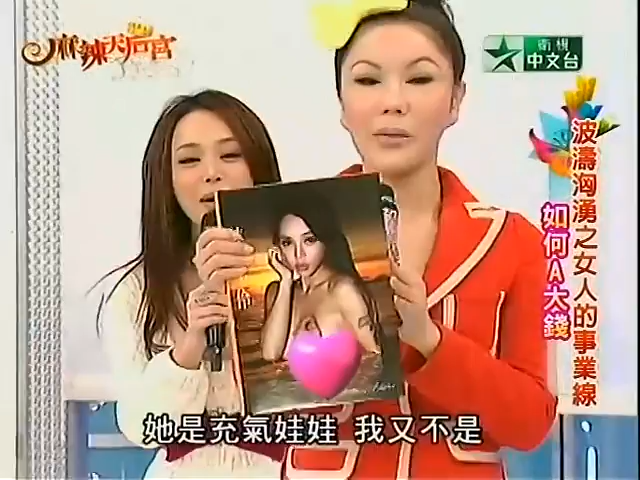 麻辣天后宮
衛視
中文台
波濤洶湧之女人的事業線
如何A大錢
她是充氣娃娃 我又不是